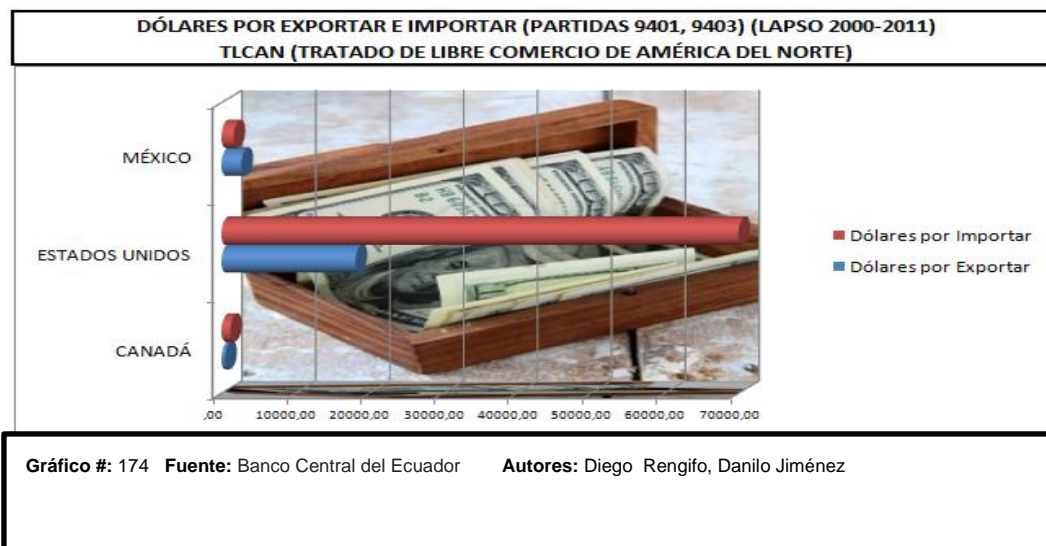 DÓLARES POR EXPORTAR E IMPORTAR (PARTIDAS 9401, 9403) (LAPSO 2000-2011)
TLCAN (TRATADO DE LIBRE COMERCIO DE AMÉRICA DEL NORTE)
MÉXICO
ESTADOS UNIDOS
CANADÁ
Dólares por Importar
Dólares por Exportar
,00 10000,00 20000,00 30000,00 40000,00 50000,00 60000,00 70000,00
Gráfico #: 174 Fuente: Banco Central del Ecuador Autores: Diego Rengifo, Danilo Jiménez